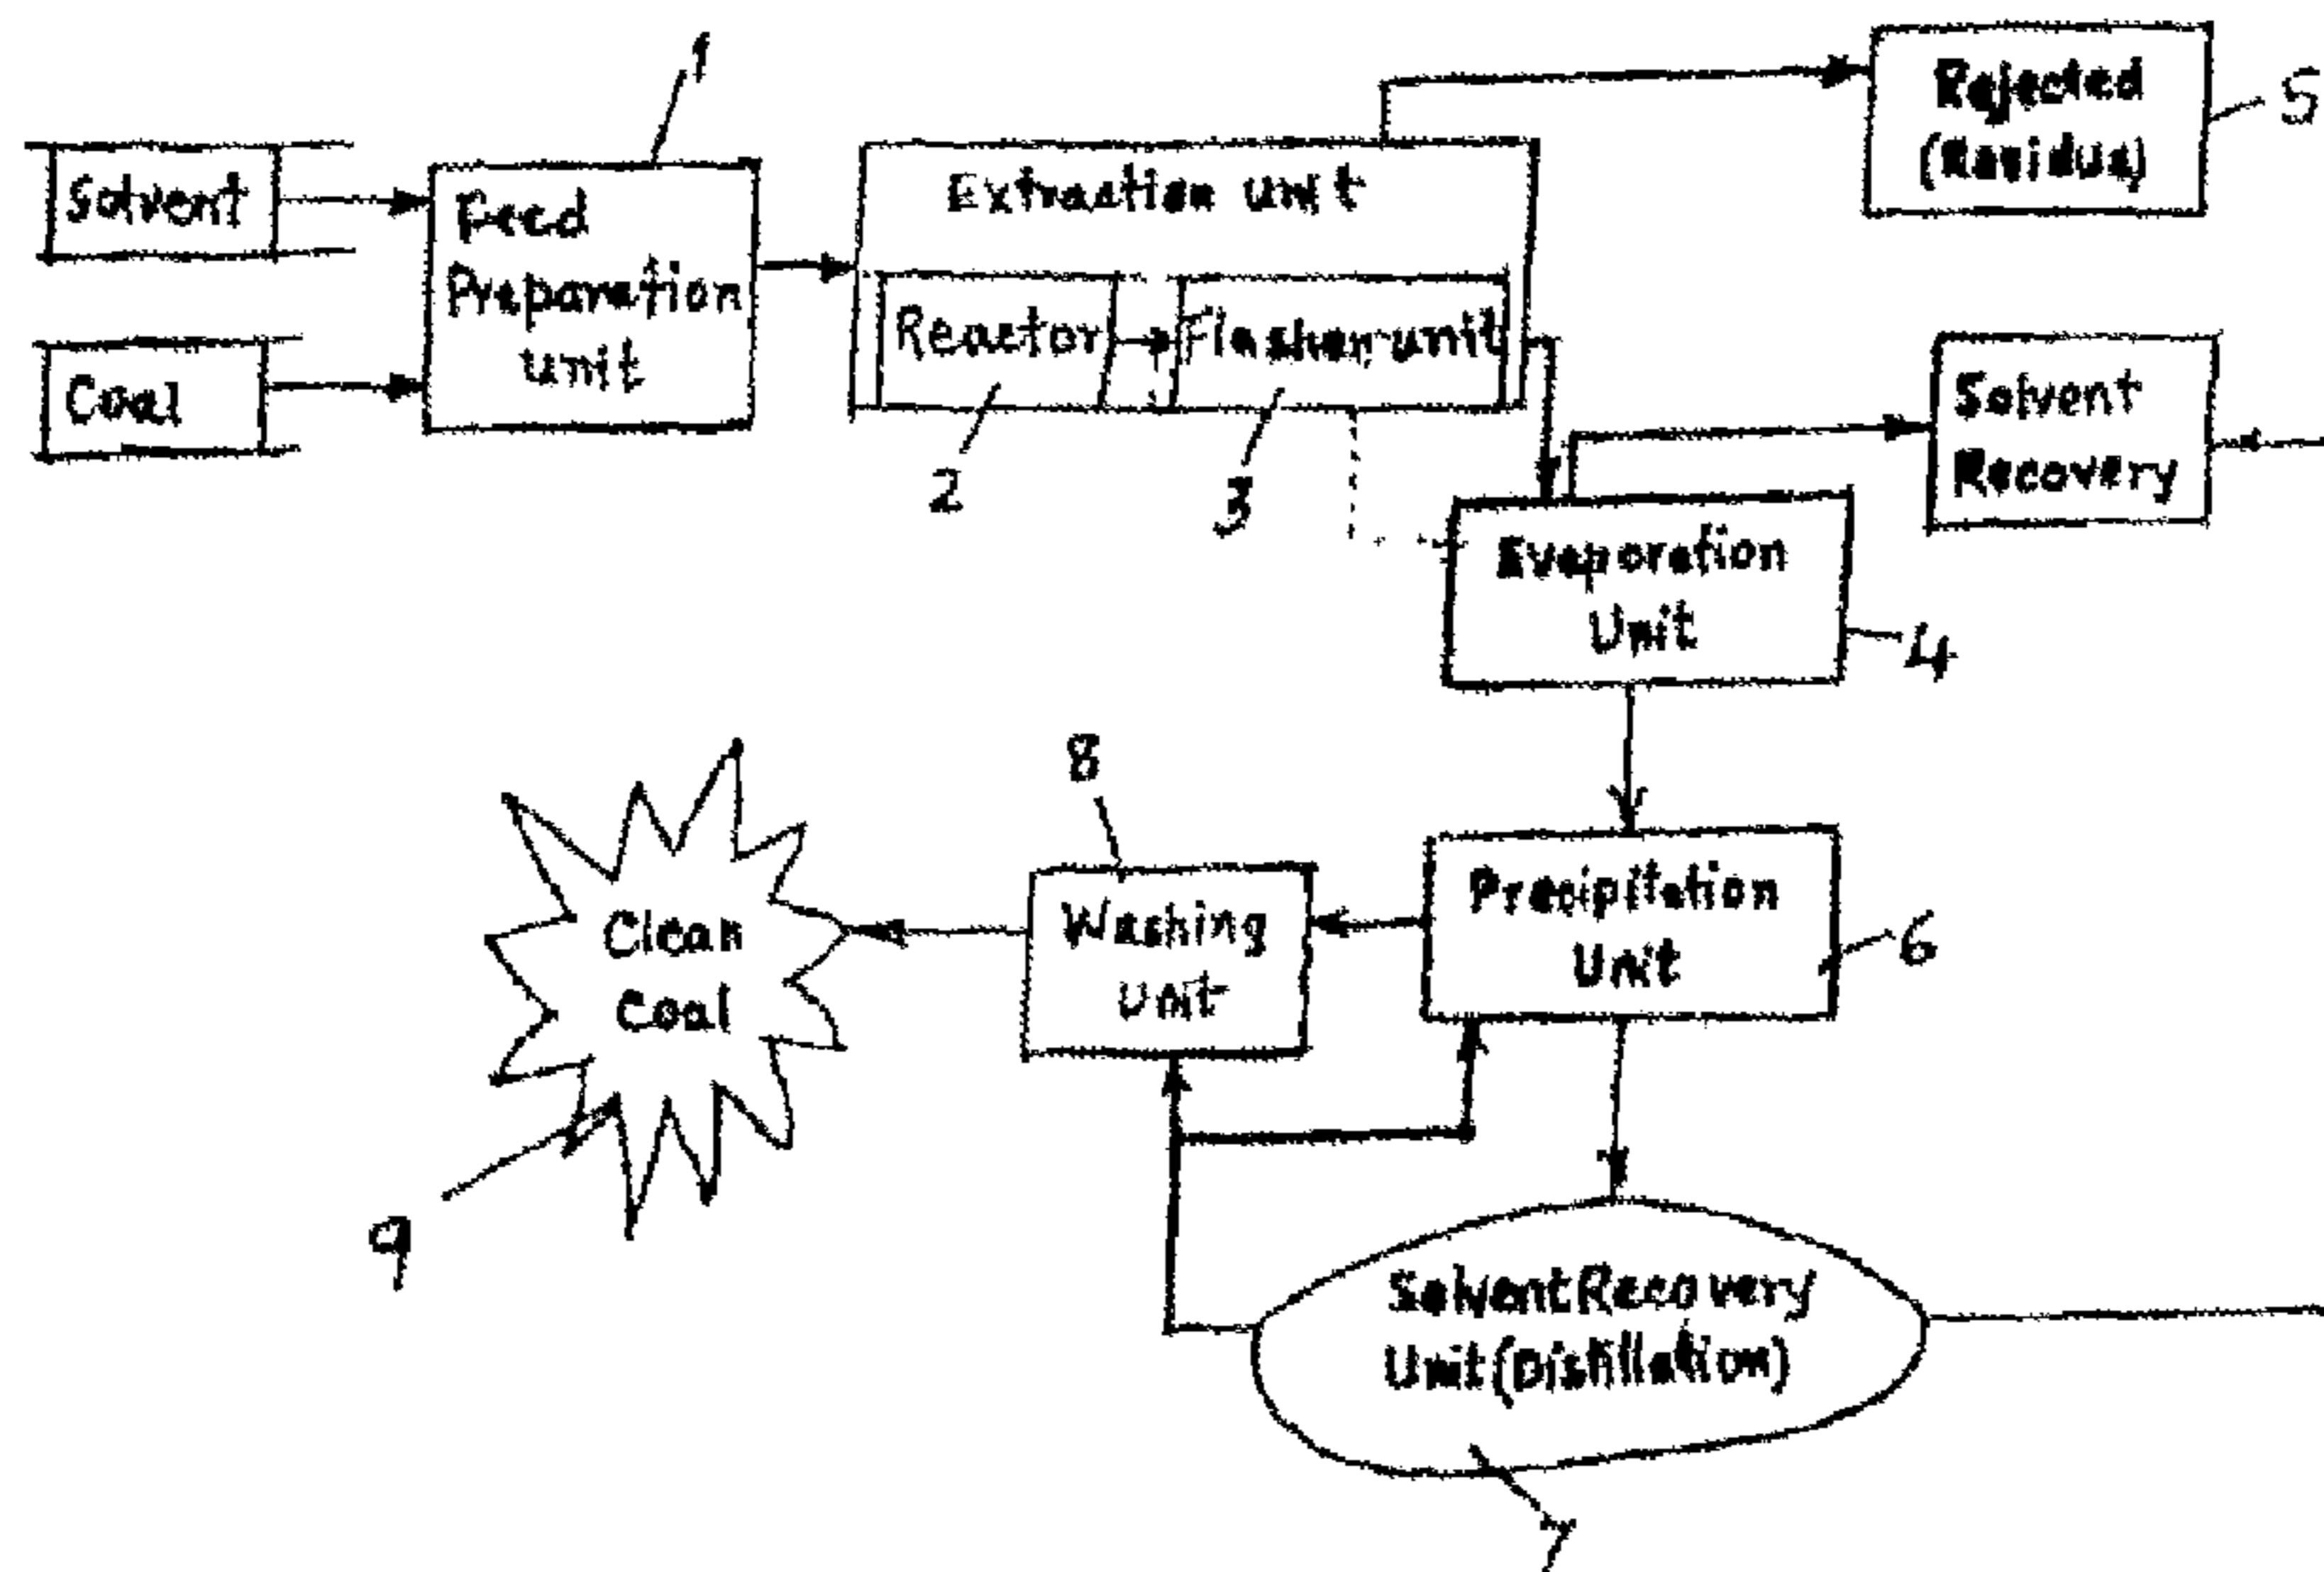 1
Solvent
Coal
Feed
Preparation
unit
Extraction unit
Reactor
Flasher unit
2
3
Rejected
(Residue)
5
Solvent
Recovery
Evaporation
Unit
4
8
Clean
Coal
Washing
Unit
Precipitation
Unit
6
9
Solvent Recovery
Unit (Distillation)
7